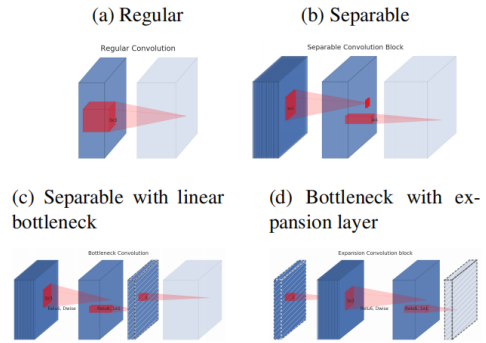 (a) Regular
(b) Separable
Regular Convolution
Separable Convolution Block
(c) Separable with linear
bottleneck
(d) Bottleneck with ex-
pansion layer
Bottleneck Convolution
Expansion Convolution block